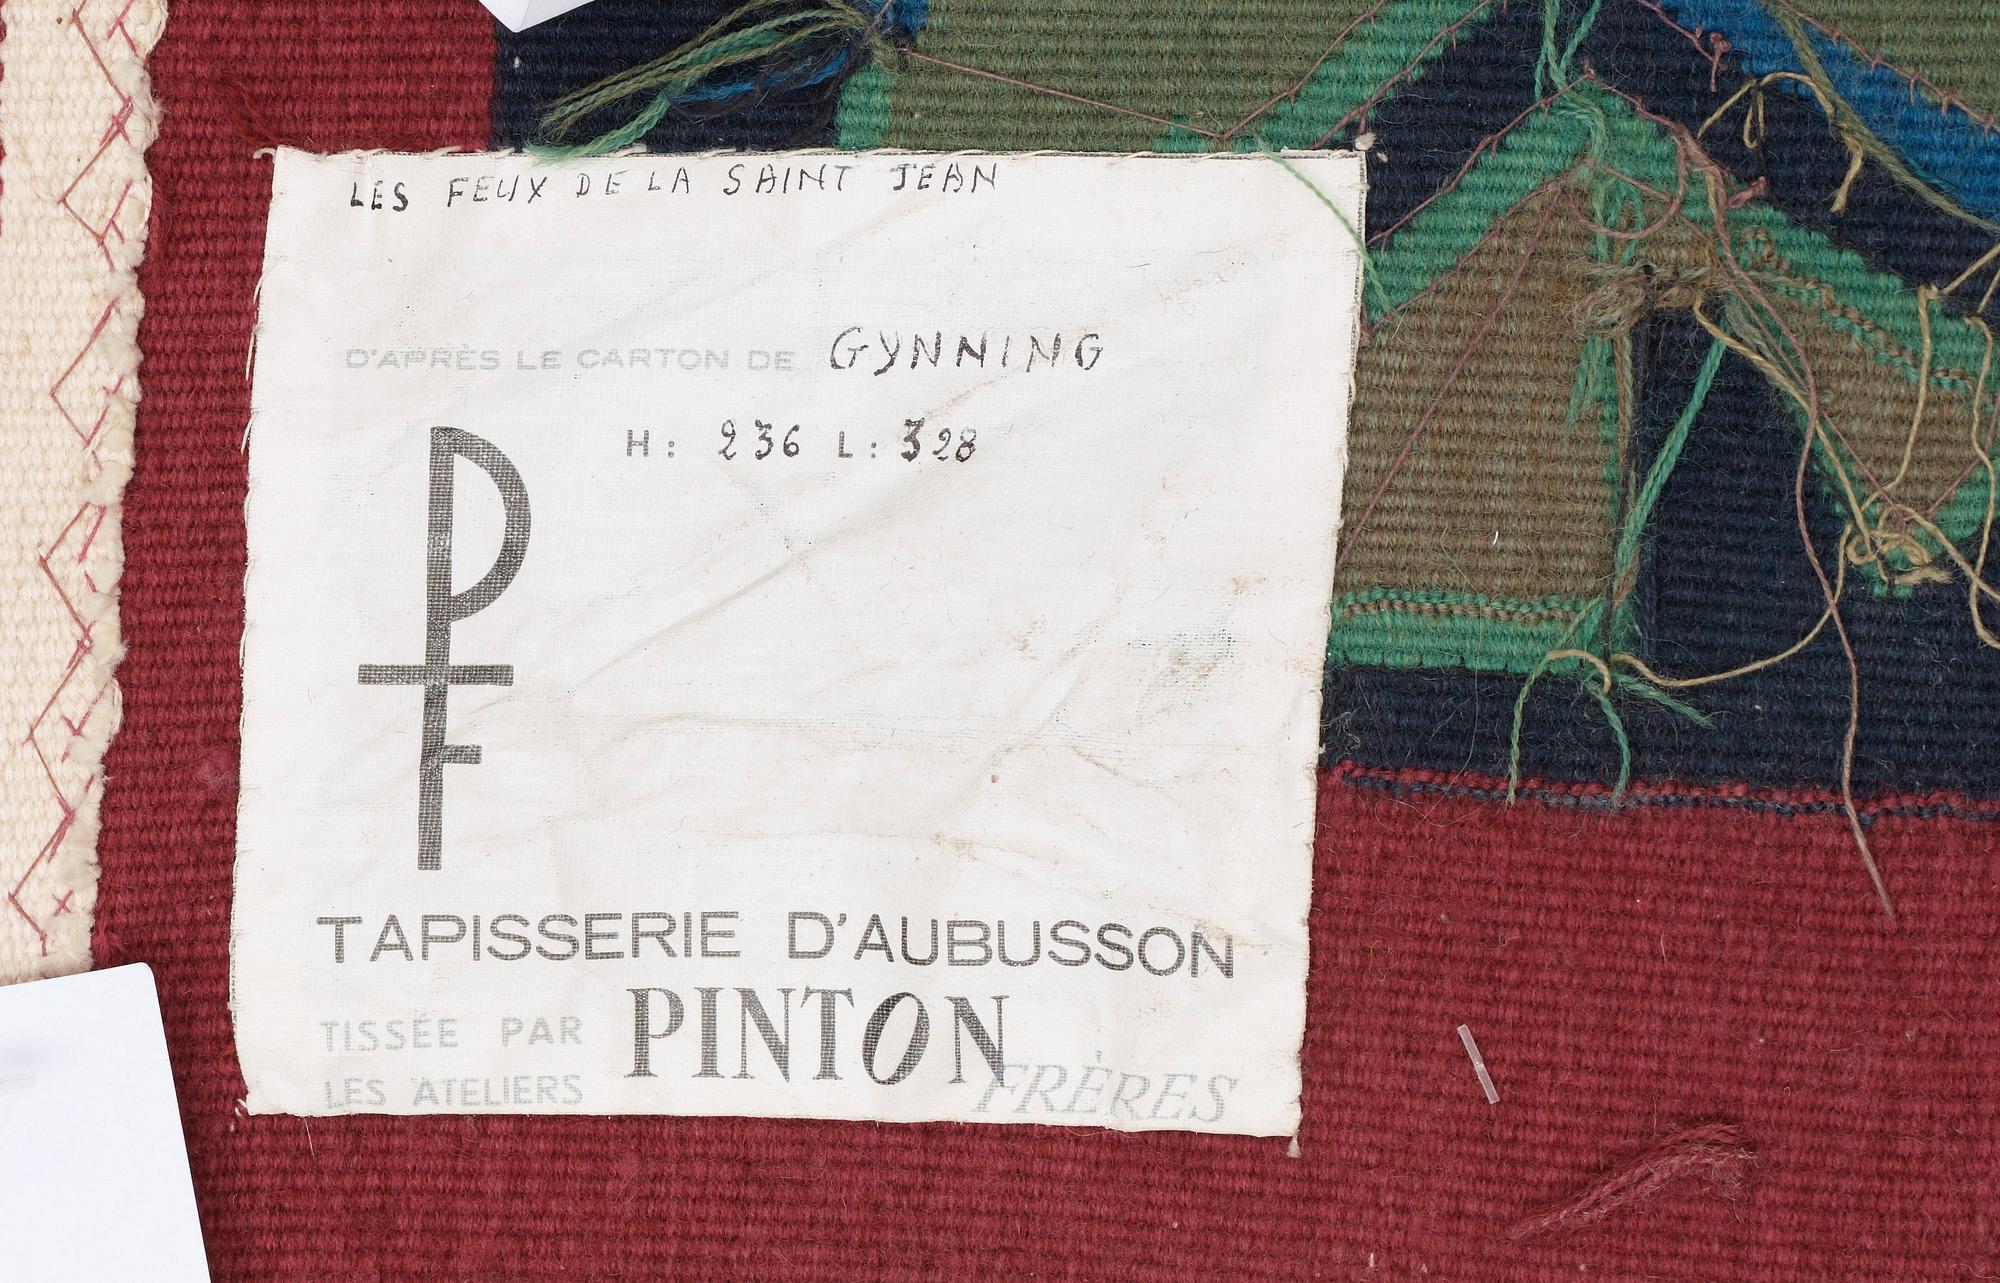 LES FEUX DE LA SAINT JEAN
D'APRÈS LE CARTON DE GYNNING
H: 236 L: 328
PF
TAPISSERIE D'AUBUSSON
TISSÉE PAR
LES ATELIERS
PINTON
FRÈRES